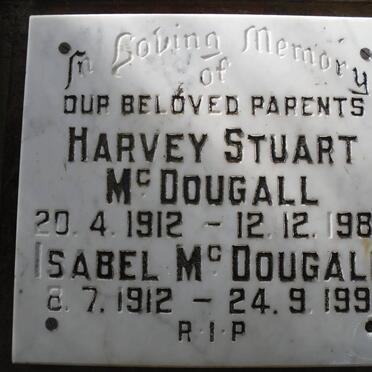 In Loving Memory
of
OUR BELOVED PARENTS
HARVEY STUART
McDOUGALL
20. 4. 1912 - 12. 12. 198
ISABEL McDOUGALL
8. 7. 1912 - 24. 9. 199
R·I·P